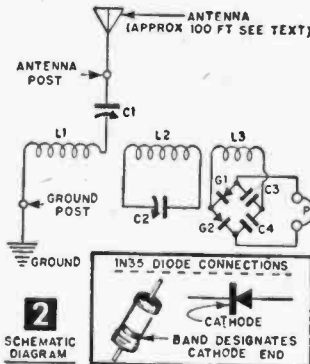 ANTENNA
(APPROX 100 FT SEE TEXT)
ANTENNA
POST
C1
L1
L2
L3
G1
C3
C2
G2
C4
P
GROUND
POST
GROUND
1N35 DIODE CONNECTIONS
CATHODE
BAND DESIGNATES
CATHODE END
2
SCHEMATIC
DIAGRAM